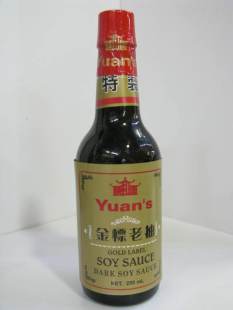 Yuan's
特製
Yuan's
金標老抽
GOLD LABEL
SOY SAUCE
DARK SOY SAUCE